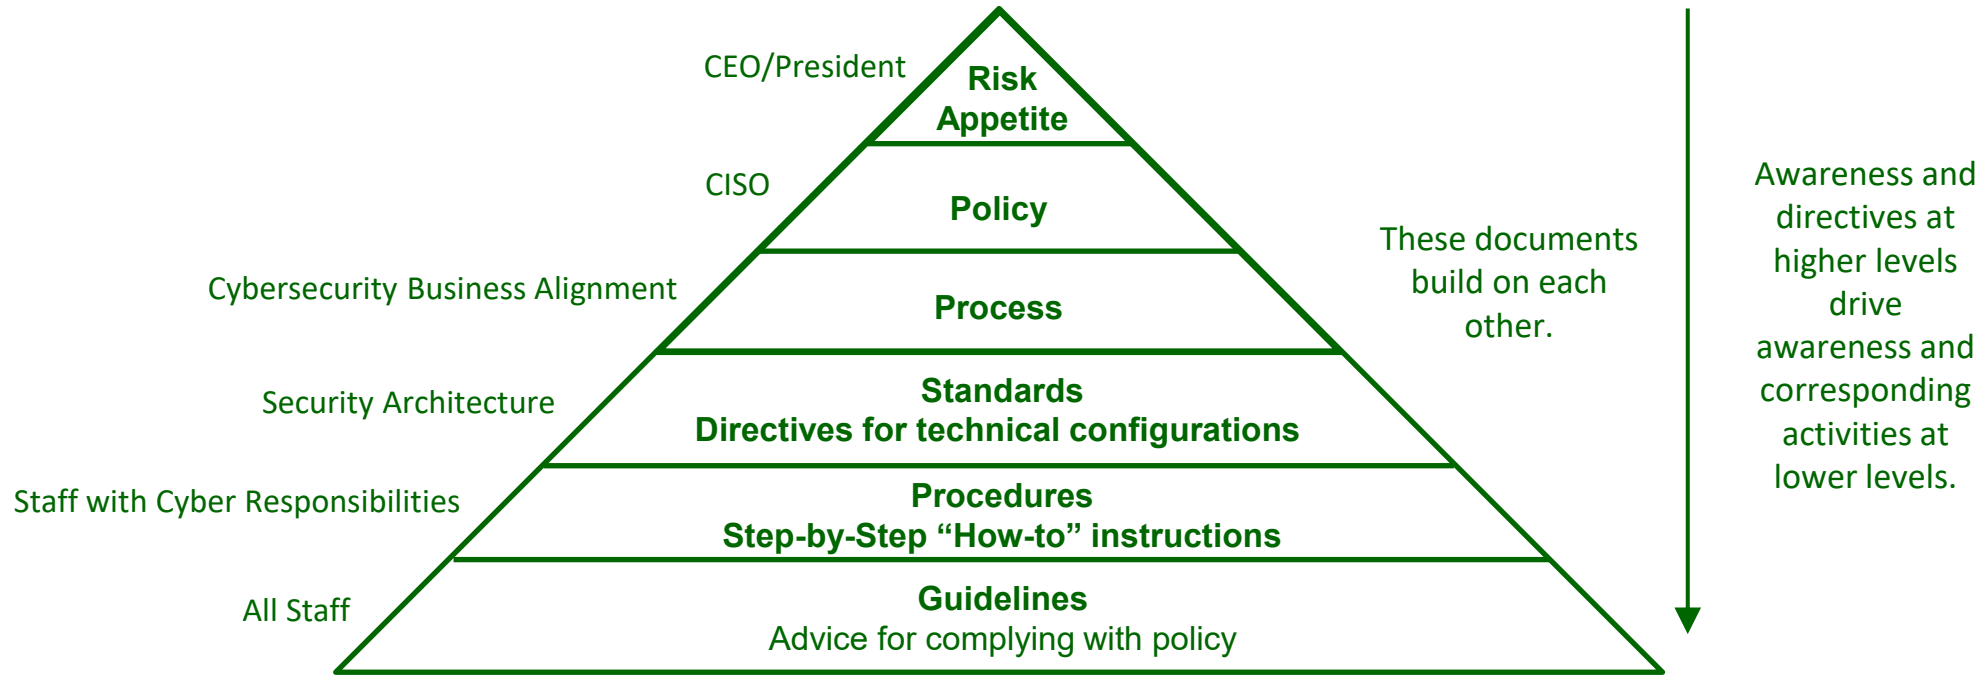 CEO/President
Risk
Appetite
CISO
Policy
Cybersecurity Business Alignment
Process
Security Architecture
Standards
Directives for technical configurations
Staff with Cyber Responsibilities
Procedures
Step-by-Step “How-to” instructions
All Staff
Guidelines
Advice for complying with policy
These documents
build on each
other.
Awareness and
directives at
higher levels
drive
awareness and
corresponding
activities at
lower levels.